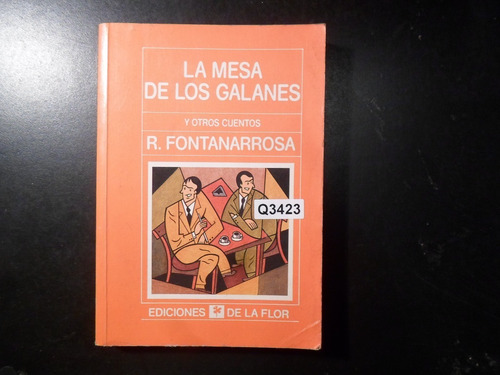 LA MESA
DE LOS GALANES
Y OTROS CUENTOS
R. FONTANARROSA
Q3423
EDICIONES DE LA FLOR